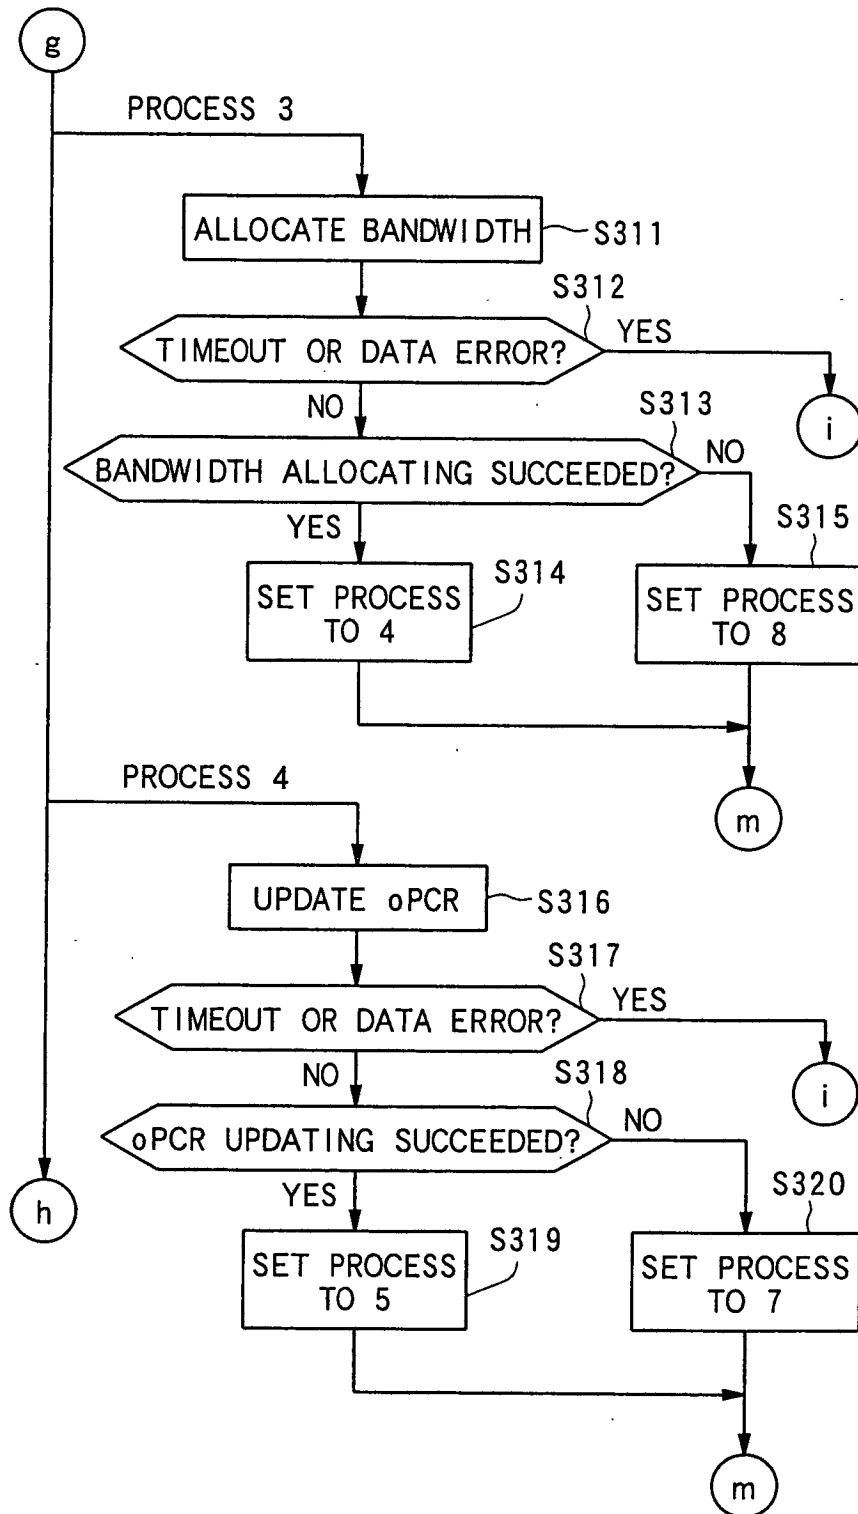 g
PROCESS 3
ALLOCATE BANDWIDTH
S311
S312
TIMEOUT OR DATA ERROR?
YES
i
NO
S313
BANDWIDTH ALLOCATING SUCCEEDED?
NO
YES
S314
S315
SET PROCESS
TO 4
SET PROCESS
TO 8
m
PROCESS 4
UPDATE oPCR
S316
S317
TIMEOUT OR DATA ERROR?
YES
i
NO
S318
oPCR UPDATING SUCCEEDED?
NO
YES
h
S319
S320
SET PROCESS
TO 5
SET PROCESS
TO 7
m